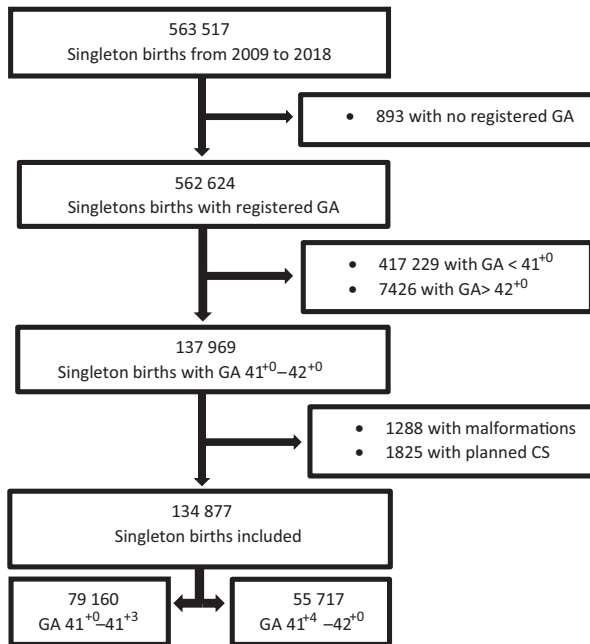 563 517
Singleton births from 2009 to 2018
• 893 with no registered GA
562 624
Singletons births with registered GA
• 417 229 with GA < 41⁺⁰
• 7426 with GA> 42⁺⁰
137 969
Singleton births with GA 41⁺⁰–42⁺⁰
• 1288 with malformations
• 1825 with planned CS
134 877
Singleton births included
79 160
GA 41⁺⁰–41⁺³
55 717
GA 41⁺⁴ –42⁺⁰